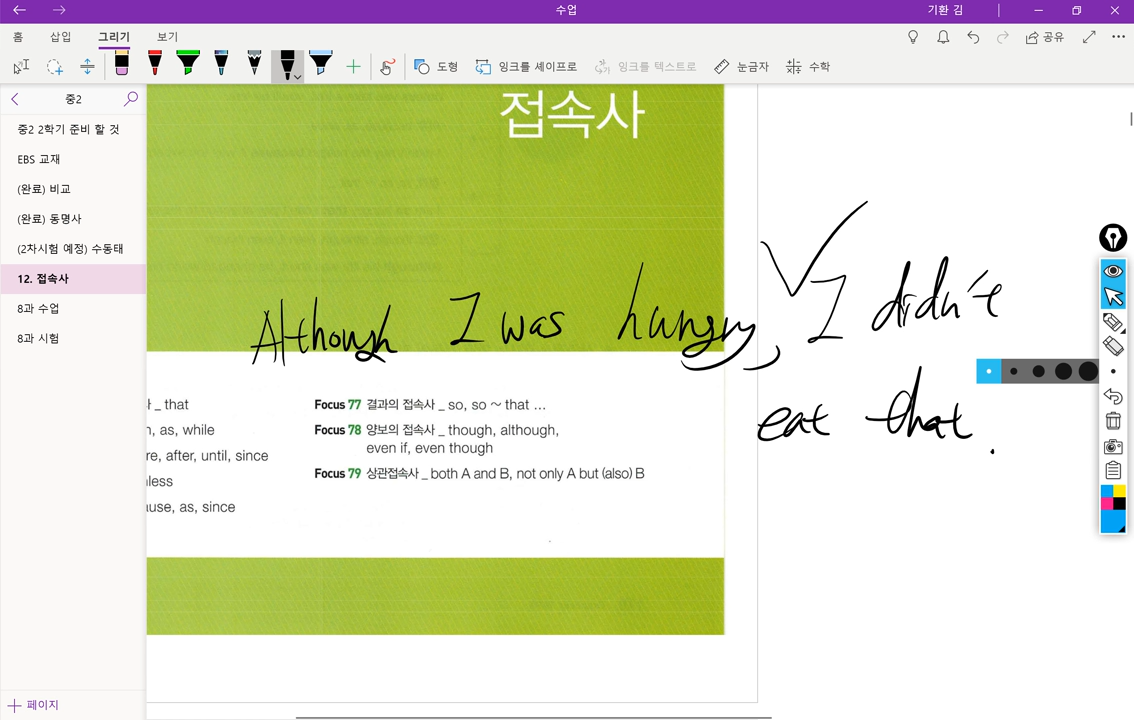 수업
기환 김
홈 삽입 그리기 보기
공유
도형 잉크를 셰이프로 잉크를 텍스트로 눈금자 수학
중2
중2 2학기 준비 할 것
EBS 교재
(완료) 비교
(완료) 동명사
(2차시험 예정) 수동태
12. 접속사
8과 수업
8과 시험
페이지
접속사
Although I was hungry, I didn't
eat that.
_ that
, as, while
re, after, until, since
nless
ause, as, since
Focus 77 결과의 접속사 _ so, so ~ that ...
Focus 78 양보의 접속사 _ though, although,
even if, even though
Focus 79 상관접속사 _ both A and B, not only A but (also) B